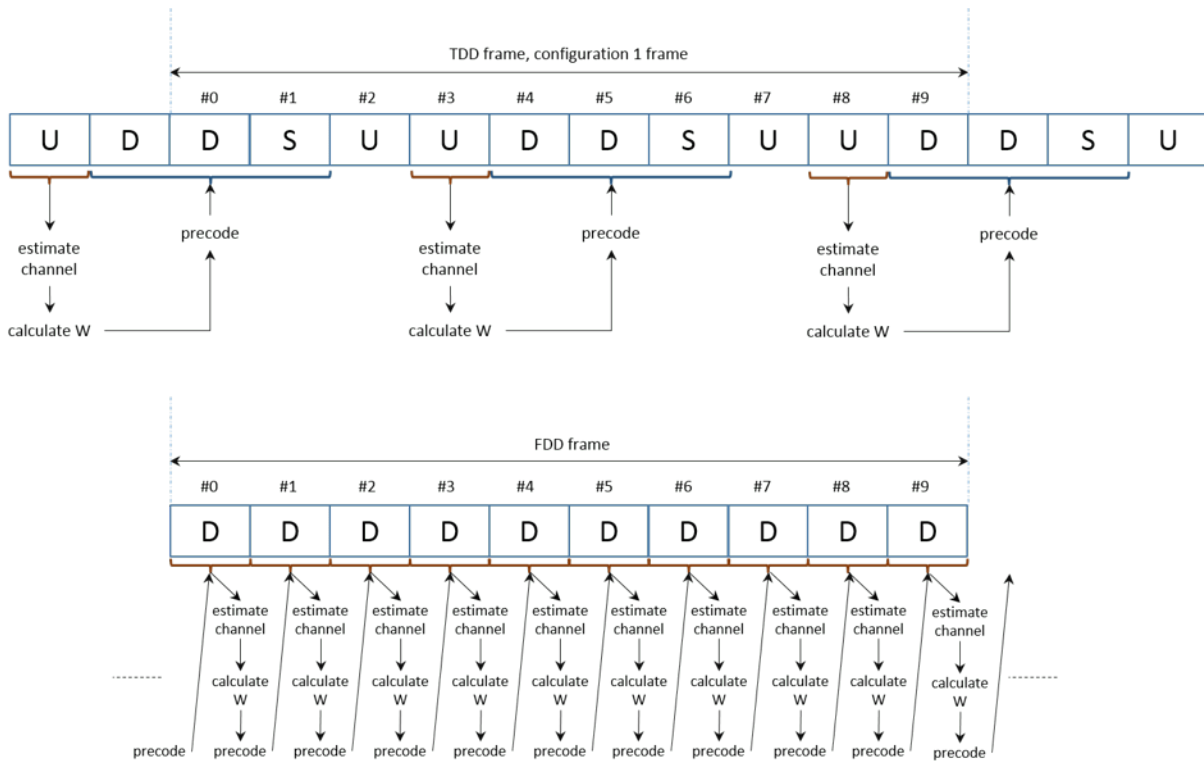 TDD frame, configuration 1 frame
#0 #1 #2 #3 #4 #5 #6 #7 #8 #9
U D D S U U D D S U U D D S U
precode precode precode
estimate estimate estimate
channel channel channel
calculate W calculate W calculate W
FDD frame
#0 #1 #2 #3 #4 #5 #6 #7 #8 #9
D D D D D D D D D D
estimate estimate estimate estimate estimate estimate estimate estimate estimate estimate
channel channel channel channel channel channel channel channel channel channel
calculate calculate calculate calculate calculate calculate calculate calculate calculate calculate
W W W W W W W W W W
precode precode precode precode precode precode precode precode precode precode precode